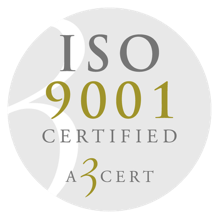 ISO
9001
CERTIFIED
A3CERT